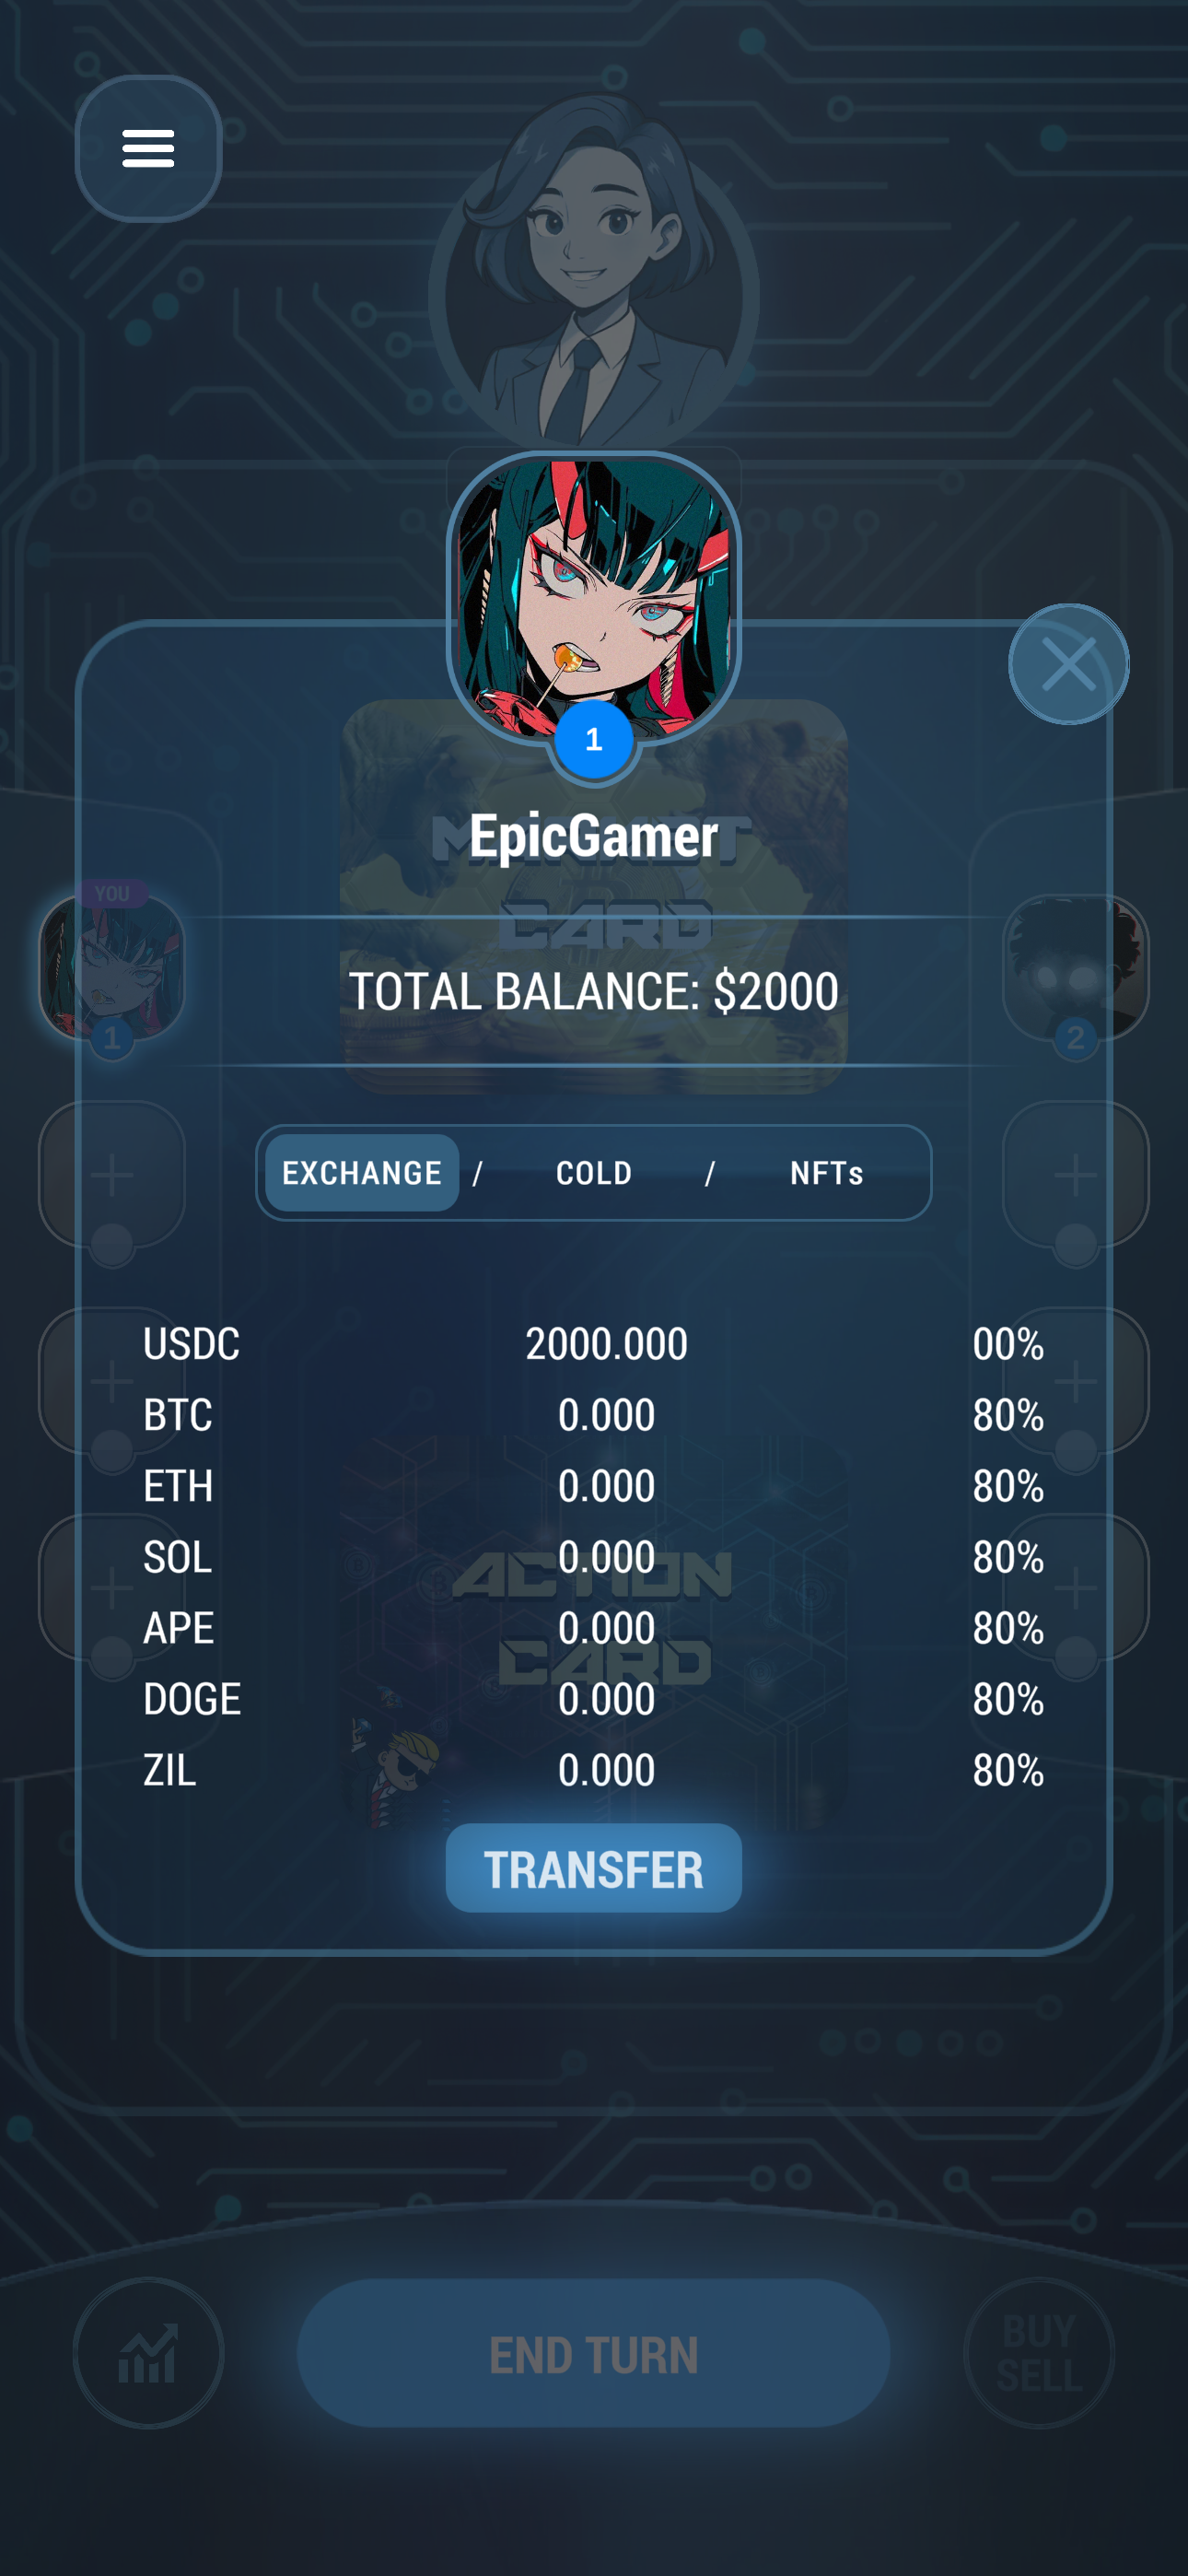 1
EpicGamer
MARKET
CARD
YOU
1
2
TOTAL BALANCE: $2000
EXCHANGE / COLD / NFTs
USDC 2000.000 00%
BTC 0.000 80%
ETH 0.000 80%
SOL 0.000 80%
APE 0.000 80%
ACTION
CARD
DOGE 0.000 80%
ZIL 0.000 80%
TRANSFER
END TURN
BUY
SELL